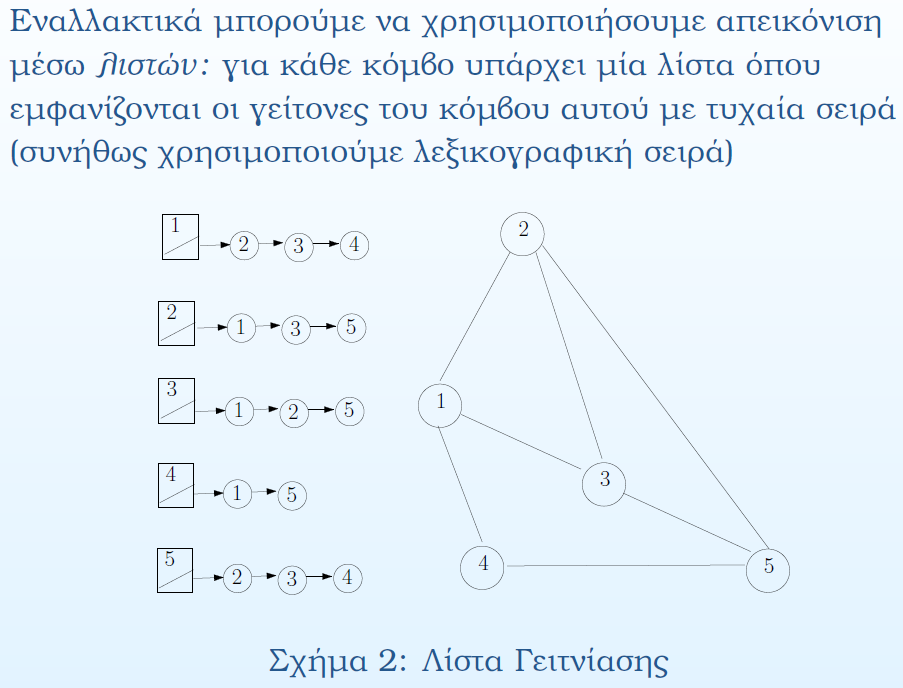 Εναλλακτικά μπορούμε να χρησιμοποιήσουμε απεικόνιση
μέσω λιστών: για κάθε κόμβο υπάρχει μία λίστα όπου
εμφανίζονται οι γείτονες του κόμβου αυτού με τυχαία σειρά
(συνήθως χρησιμοποιούμε λεξικογραφική σειρά)
1 2 3 4
2 1 3 5
3 1 2 5
4 1 5
5 2 3 4
2
1
3
4
5
Σχήμα 2: Λίστα Γειτνίασης